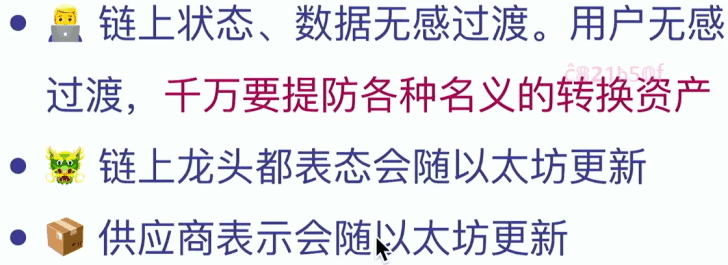 链上状态、数据无感过渡。用户无感
过渡，千万要提防各种名义的转换资产
链上龙头都表态会随以太坊更新
供应商表示会随以太坊更新